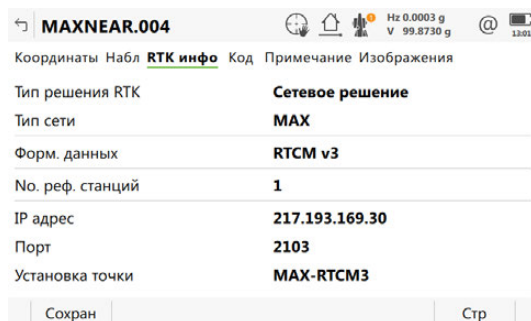 MAXNEAR.004
Hz 0.0003 g
V 99.8730 g
@
13:01
Координаты Набл RTK инфо Код Примечание Изображения
Тип решения RTK Сетевое решение
Тип сети MAX
Форм. данных RTCM v3
No. реф. станций 1
IP адрес 217.193.169.30
Порт 2103
Установка точки MAX-RTCM3
Сохран Стр